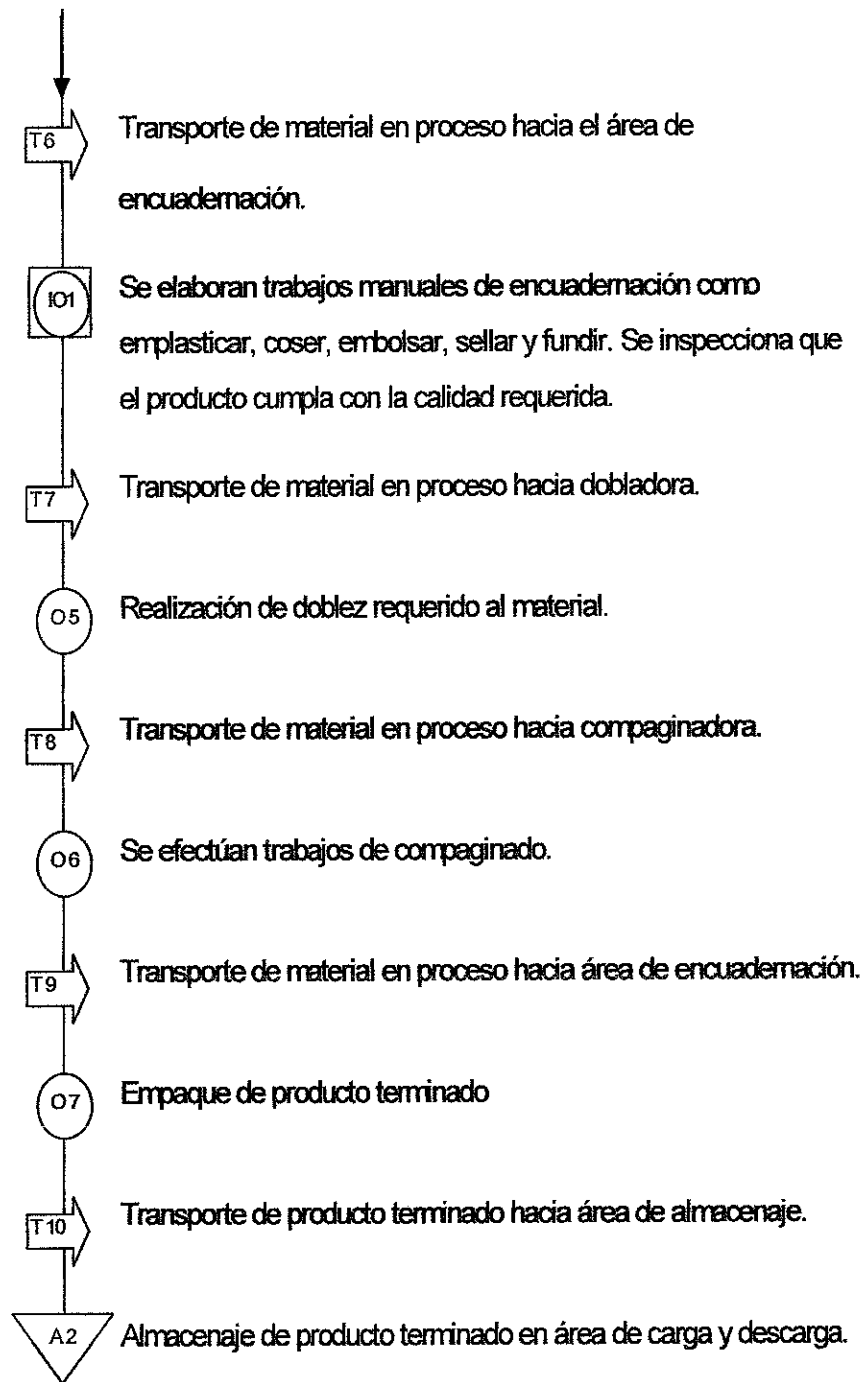 T6 Transporte de material en proceso hacia el área de
encuadernación.
IO1 Se elaboran trabajos manuales de encuadernación como
emplasticar, coser, embolsar, sellar y fundir. Se inspecciona que
el producto cumpla con la calidad requerida.
T7 Transporte de material en proceso hacia dobladora.
O5 Realización de doblez requerido al material.
T8 Transporte de material en proceso hacia compaginadora.
O6 Se efectúan trabajos de compaginado.
T9 Transporte de material en proceso hacia área de encuadernación.
O7 Empaque de producto terminado
T10 Transporte de producto terminado hacia área de almacenaje.
A2 Almacenaje de producto terminado en área de carga y descarga.